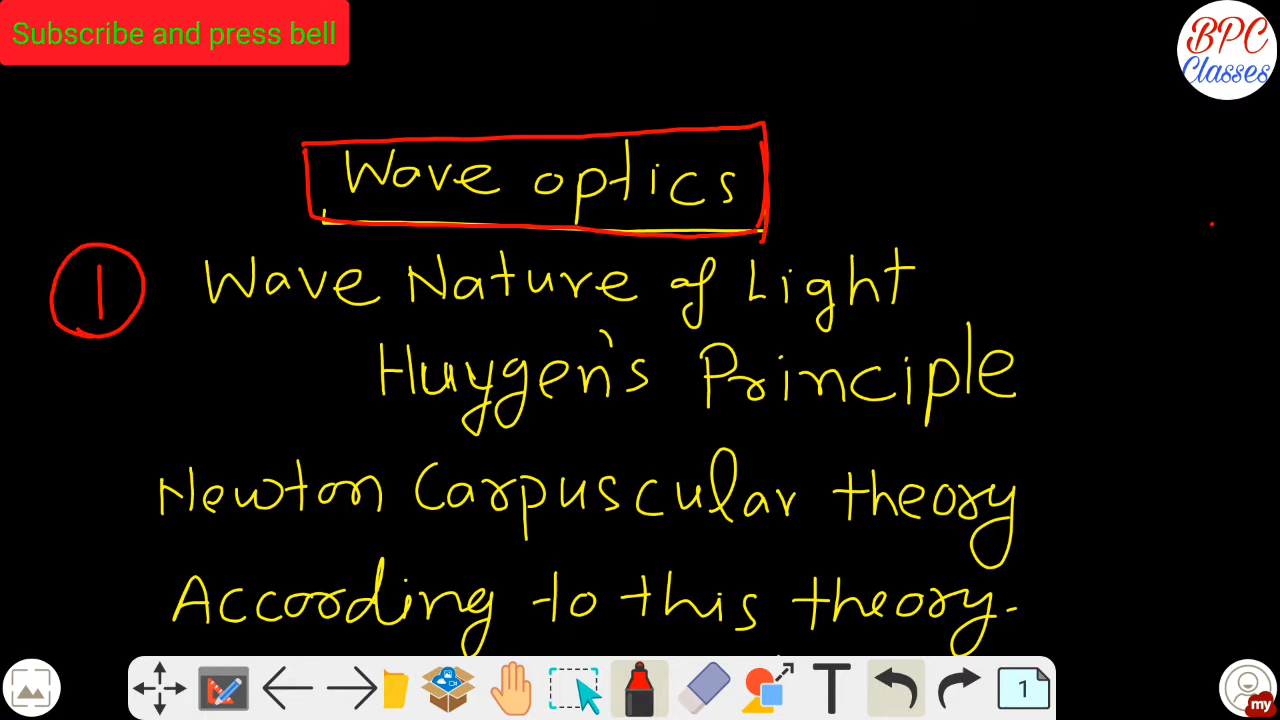 Subscribe and press bell
BPC
Classes
Wave optics
1 Wave Nature of Light
Huygen's Principle
Newton Carpuscular theory
According to this theory-
T
1
my